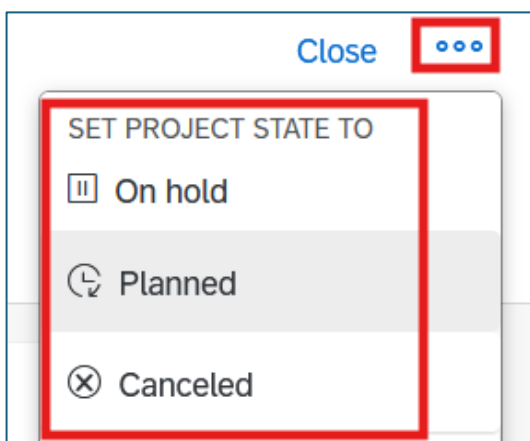 Close
SET PROJECT STATE TO
On hold
Planned
Canceled